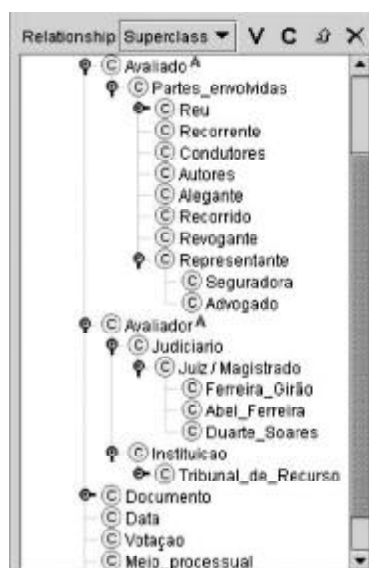 Relationship Superclass V C
C Avaliado A
C Partes_envolvidas
C Reu
C Recorrente
C Condutores
C Autores
C Alegante
C Recorrido
C Revogante
C Representante
C Seguradora
C Advogado
C Avaliador A
C Judiciario
C Juiz / Magistrado
C Ferreira_Girão
C Abel_Ferreira
C Duarte_Soares
C Instituicao
C Tribunal_de_Recurso
C Documento
C Data
C Votaçao
C Meio_processual